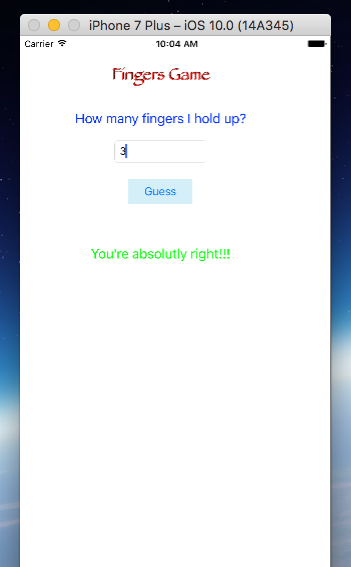 iPhone 7 Plus – iOS 10.0 (14A345)
Carrier 10:04 AM
Fingers Game
How many fingers I hold up?
3
Guess
You're absolutly right!!!